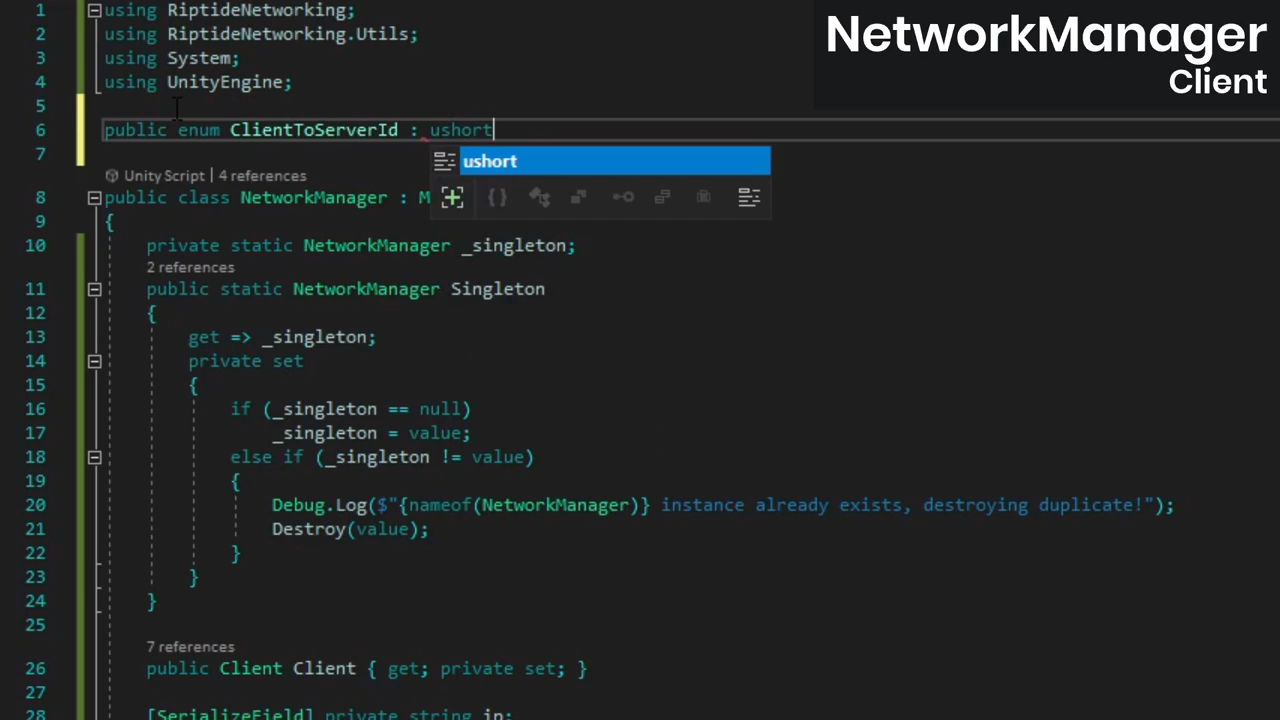 NetworkManager
Client
1 using RiptideNetworking;
2 using RiptideNetworking.Utils;
3 using System;
4 using UnityEngine;
5
6 public enum ClientToServerId : ushort
ushort
7
Unity Script | 4 references
8 public class NetworkManager : M
9 {
10 private static NetworkManager _singleton;
2 references
11 public static NetworkManager Singleton
12 {
13 get => _singleton;
14 private set
15 {
16 if (_singleton == null)
17 _singleton = value;
18 else if (_singleton != value)
19 {
20 Debug.Log($"{nameof(NetworkManager)} instance already exists, destroying duplicate!");
21 Destroy(value);
22 }
23 }
24 }
25
7 references
26 public Client Client { get; private set; }
27
28 [SerializeField] private string ip;